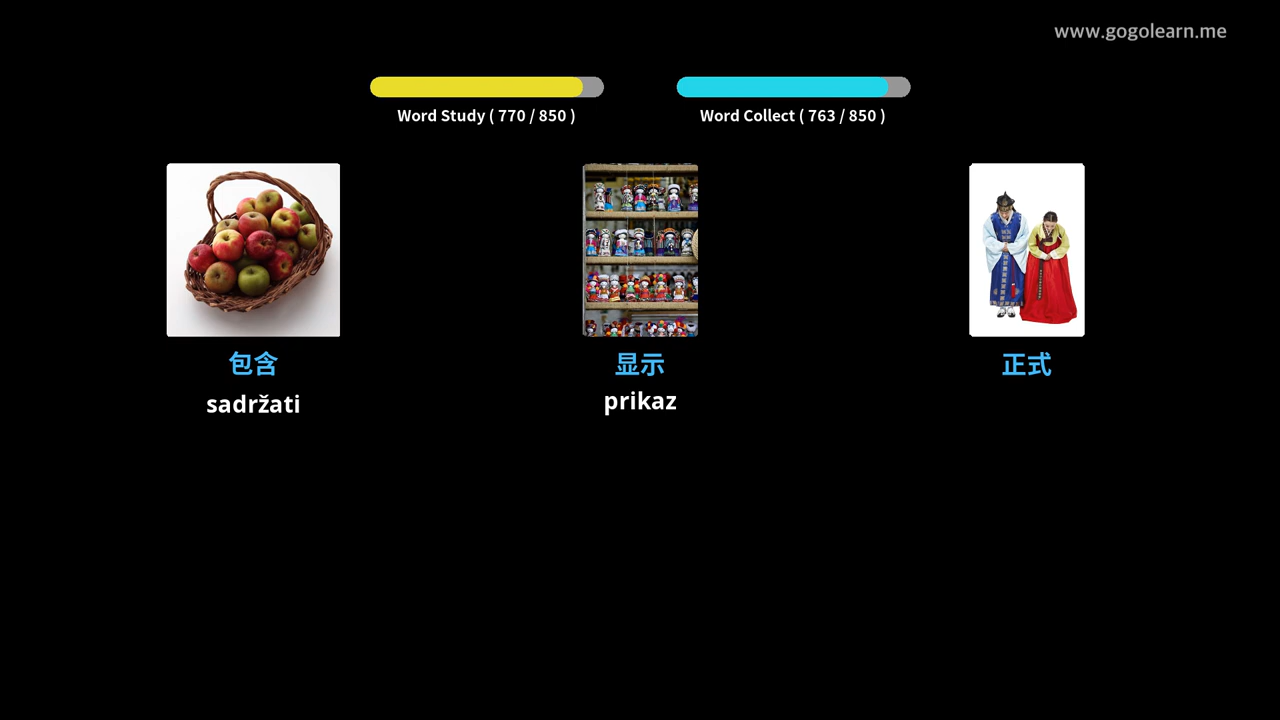 www.gogolearn.me
Word Study ( 770 / 850 )
Word Collect ( 763 / 850 )
包含
显示
正式
sadržati
prikaz